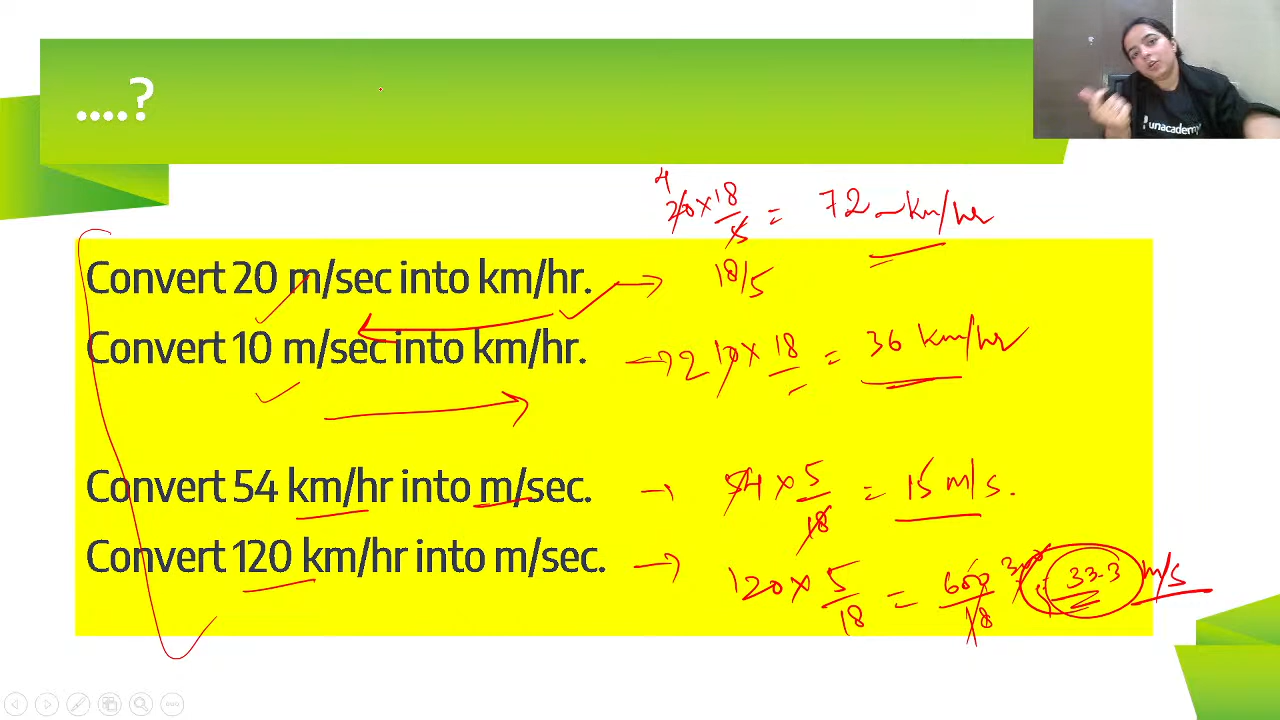 ....?
unacademy
4
20 × 18/5 = 72 km/hr
Convert 20 m/sec into km/hr. → 18/5
Convert 10 m/sec into km/hr. → 2 10 × 18 = 36 km/hr
Convert 54 km/hr into m/sec. → 54 × 5/18 = 15 m/s.
Convert 120 km/hr into m/sec. → 120 × 5/18 = 600/18 33.3 m/s